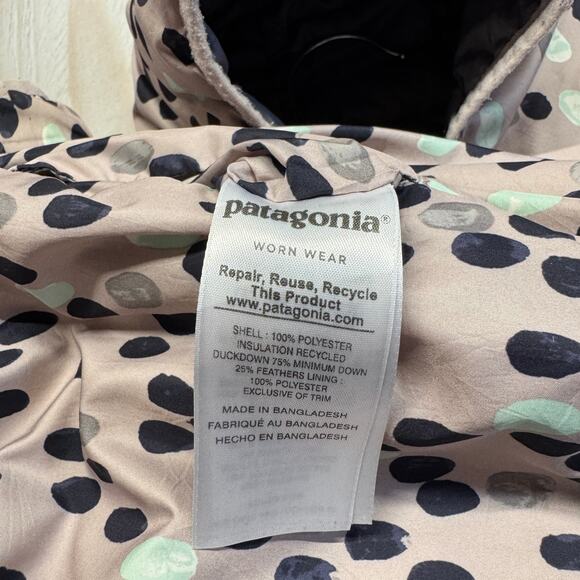 patagonia®
WORN WEAR
Repair, Reuse, Recycle
This Product
www.patagonia.com
SHELL : 100% POLYESTER
INSULATION RECYCLED
DUCKDOWN 75% MINIMUM DOWN
25% FEATHERS LINING :
100% POLYESTER
EXCLUSIVE OF TRIM
MADE IN BANGLADESH
FABRIQUÉ AU BANGLADESH
HECHO EN BANGLADESH